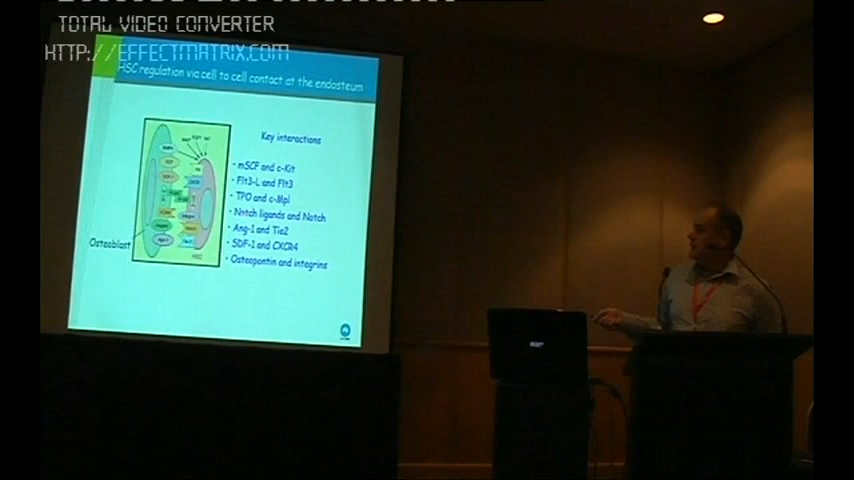 TOTAL VIDEO CONVERTER
HTTP://EFFECTMATRIX.COM
HSC regulation via cell to cell contact at the endosteum
Key interactions
• mSCF and c-Kit
• Flt3-L and Flt3
• TPO and c-Mpl
• Notch ligands and Notch
• Ang-1 and Tie2
• SDF-1 and CXCR4
• Osteopontin and integrins
Osteoblast
HSC